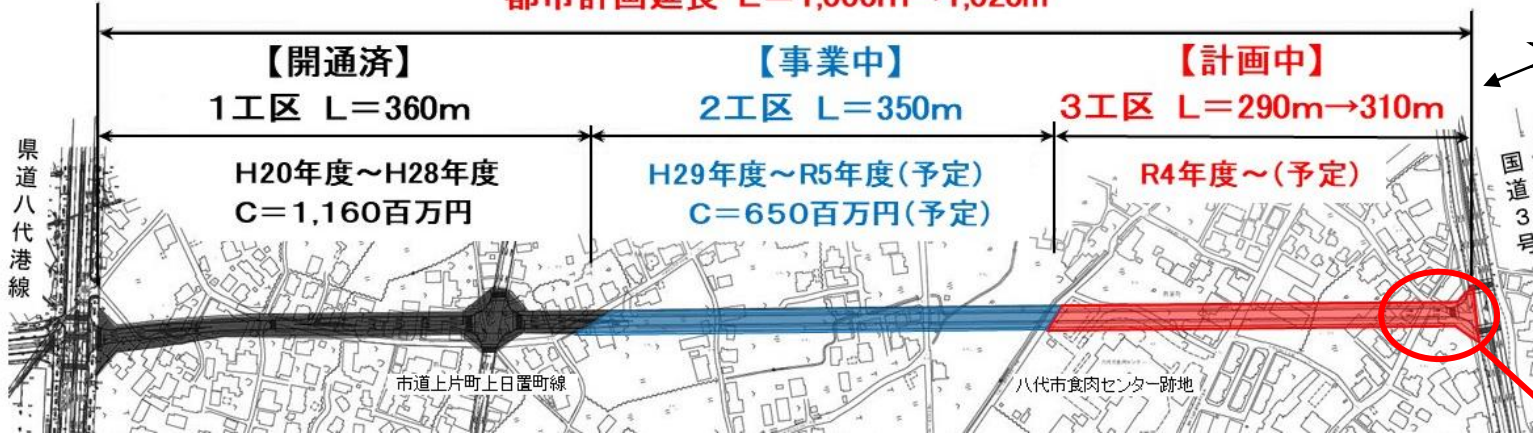 【開通済】
1工区 L=360m
【事業中】
2工区 L=350m
【計画中】
3工区 L=290m→310m
H20年度~H28年度
C=1,160百万円
H29年度~R5年度(予定)
C=650百万円(予定)
R4年度~(予定)
県道八代港線
国道3号
市道上片町上日置町線
八代市食肉センター跡地